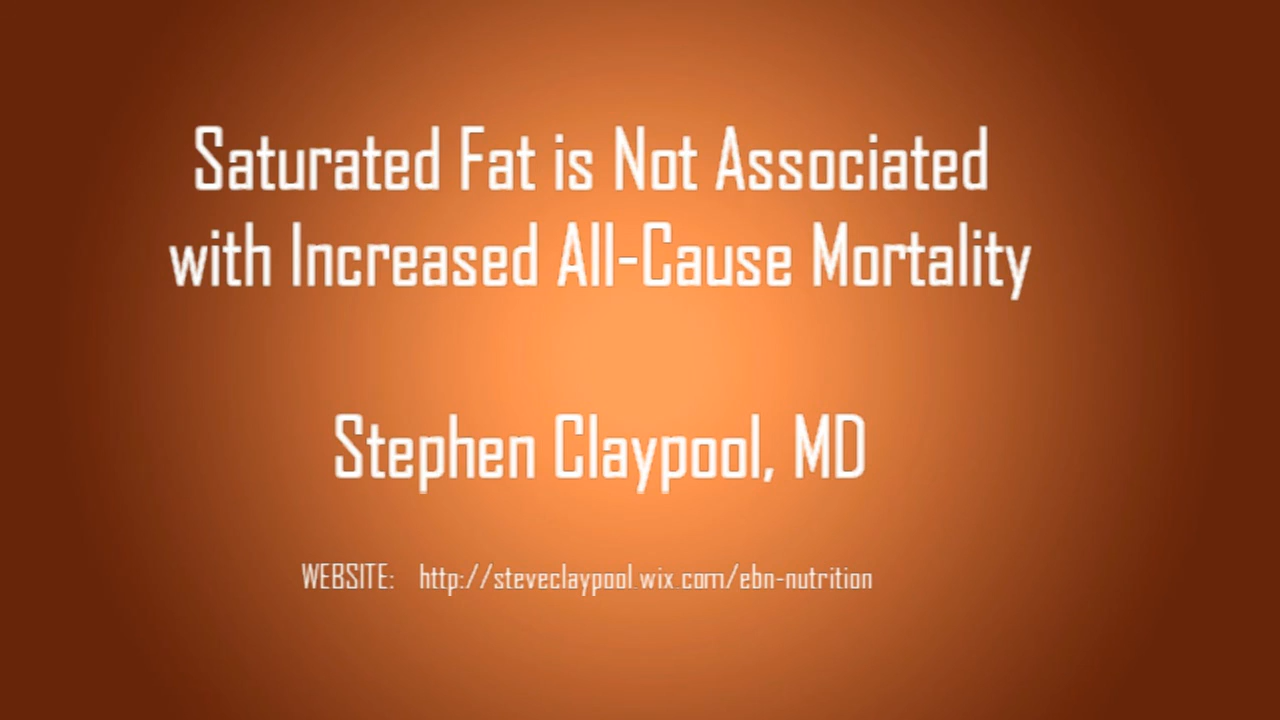 Saturated Fat is Not Associated
with Increased All-Cause Mortality
Stephen Claypool, MD
WEBSITE: http://steveclaypool.wix.com/ebn-nutrition